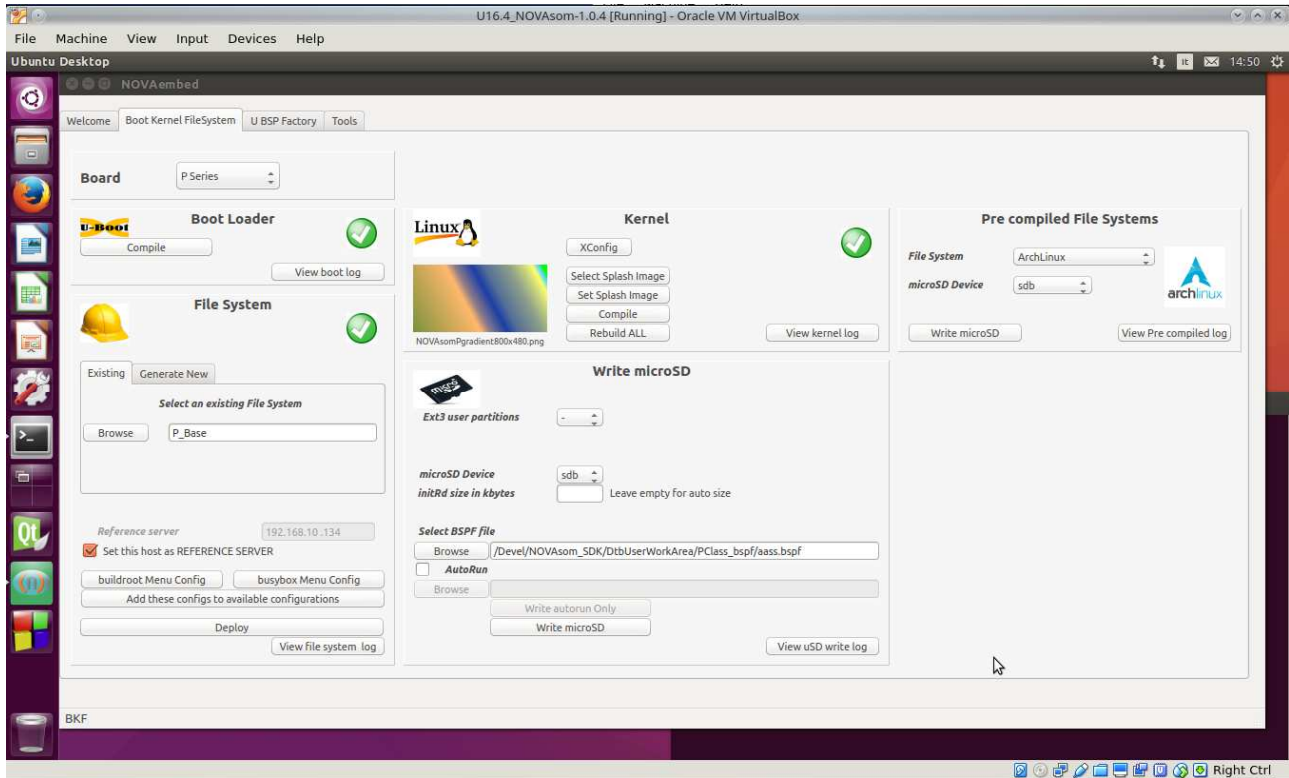 U16.4_NOVAsom-1.0.4 [Running] - Oracle VM VirtualBox
File Machine View Input Devices Help
Ubuntu Desktop
It
14:50
NOVAembed
Welcome Boot Kernel FileSystem U BSP Factory Tools
Board
P Series
U-Boot
Boot Loader
Compile
View boot log
File System
Existing Generate New
Select an existing File System
Browse P_Base
Reference server 192.168.10.134
Set this host as REFERENCE SERVER
buildroot Menu Config busybox Menu Config
Add these configs to available configurations
Deploy
View file system log
Linux
Kernel
XConfig
Select Splash Image
Set Splash Image
Compile
NOVAsomPgradient800x480.png
Rebuild ALL
View kernel log
micro
Write microSD
Ext3 user partitions -
microSD Device sdb
initRd size in kbytes Leave empty for auto size
Select BSPF file
Browse /Devel/NOVAsom_SDK/DtbUserWorkArea/PClass_bspf/aass.bspf
AutoRun
Browse
Write autorun Only
Write microSD
View uSD write log
Pre compiled File Systems
File System ArchLinux
microSD Device sdb
archlinux
Write microSD View Pre compiled log
BKF
Right Ctrl